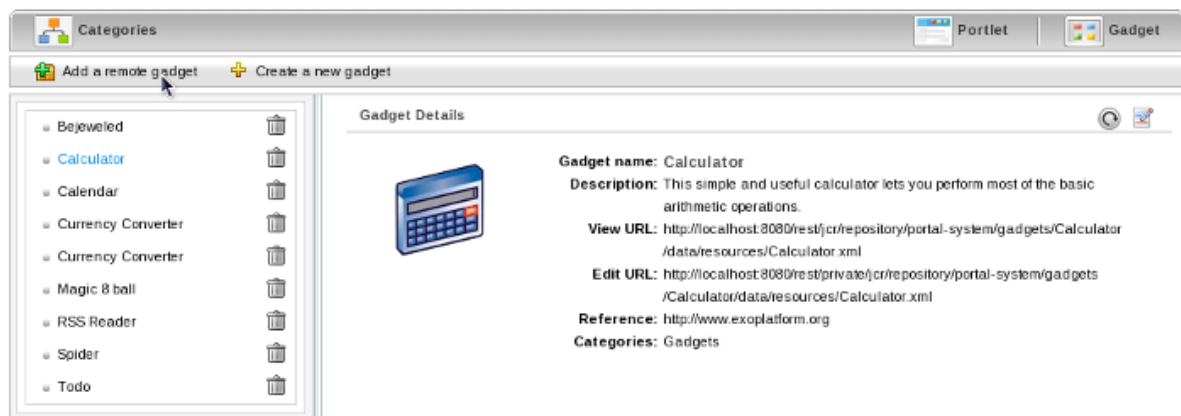 Categories
Portlet
Gadget
Add a remote gadget
Create a new gadget
Bejeweled
Calculator
Calendar
Currency Converter
Currency Converter
Magic 8 ball
RSS Reader
Spider
Todo
Gadget Details
Gadget name: Calculator
Description: This simple and useful calculator lets you perform most of the basic
arithmetic operations.
View URL: http://localhost:8080/rest/jcr/repository/portal-system/gadgets/Calculator
/data/resources/Calculator.xml
Edit URL: http://localhost:8080/rest/private/jcr/repository/portal-system/gadgets
/Calculator/data/resources/Calculator.xml
Reference: http://www.exoplatform.org
Categories: Gadgets